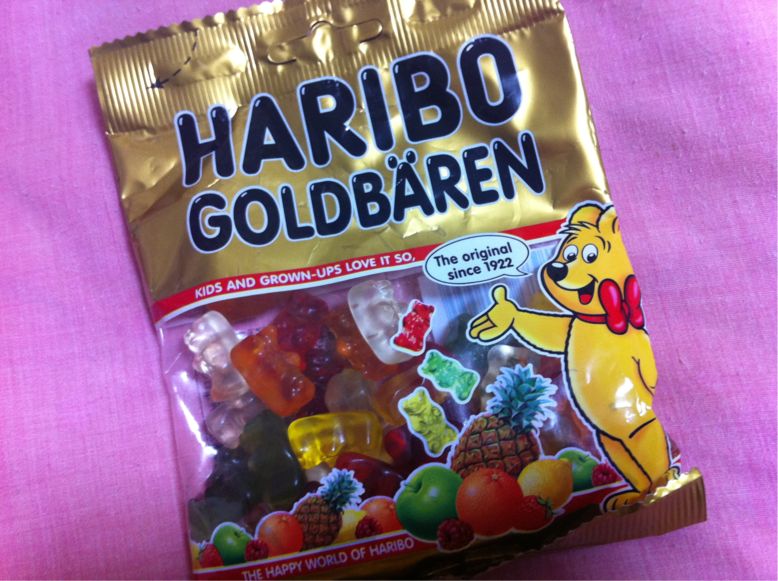 HARIBO
GOLDBÄREN
KIDS AND GROWN-UPS LOVE IT SO,
The original
since 1922
THE HAPPY WORLD OF HARIBO